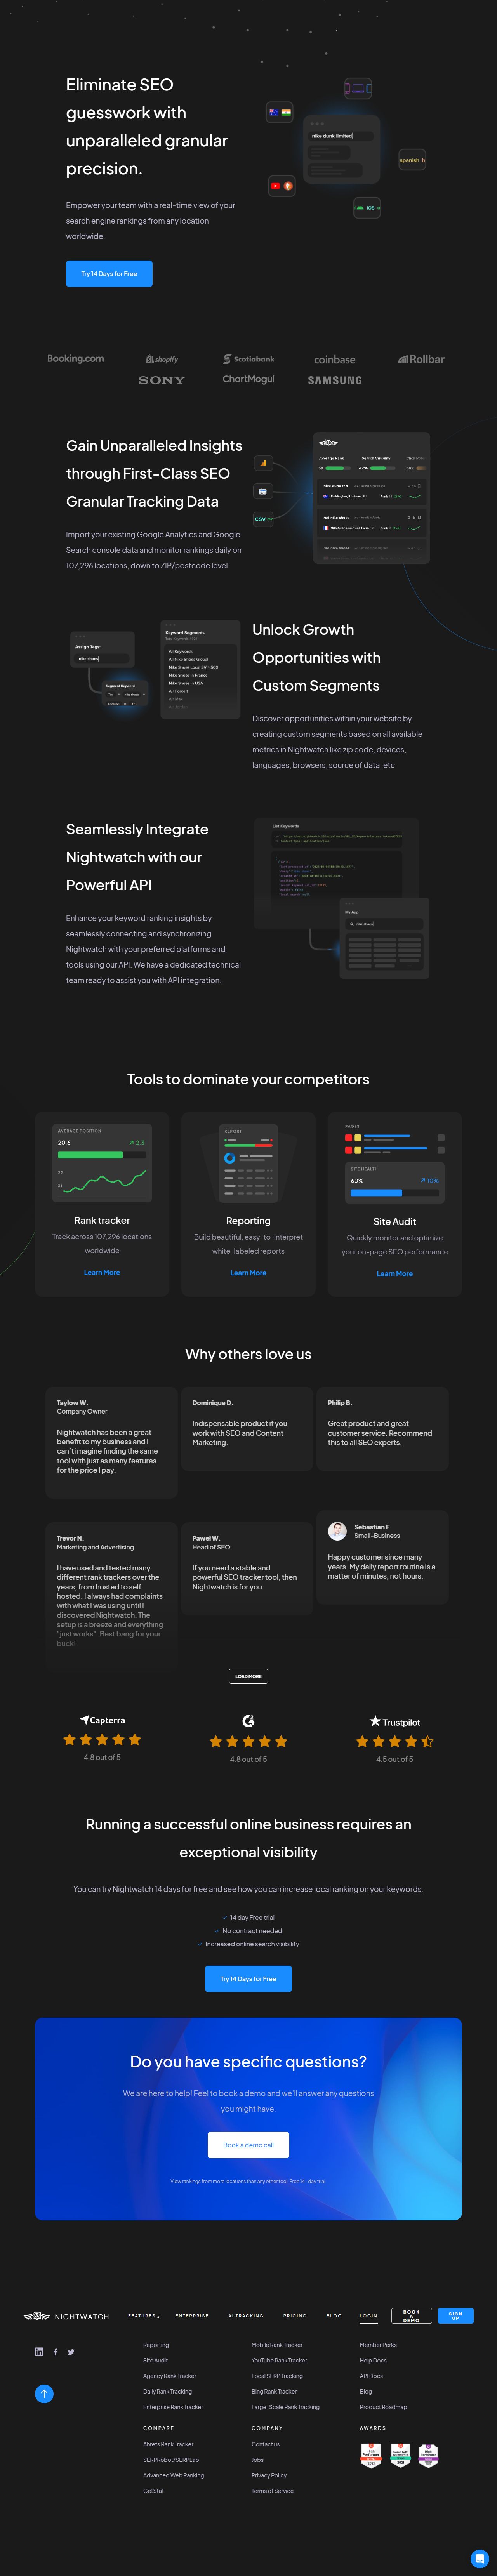 Eliminate SEO
guesswork with
unparalleled granular
precision.
Empower your team with a real-time view of your
search engine rankings from any location
worldwide.
Try 14 Days for Free
nike dunk limited
spanish h
iOS
Booking.com
shopify
Scotiabank
coinbase
Rollbar
SONY
ChartMogul
SAMSUNG
Gain Unparalleled Insights
through First-Class SEO
Granular Tracking Data
Import your existing Google Analytics and Google
Search console data and monitor rankings daily on
107,296 locations, down to ZIP/postcode level.
CSV
Average Rank
Search Visibility
38
42%
nike dunk red
Paddington, Brisbane, AU
Rank
red nike shoes
Rank
red nike shoes
Assign Tags:
nike shoes
Segment Keyword
Tag
nike shoes
Location
Keyword Segments
All Keywords
All Nike Shoes Global
Nike Shoes Local SV > 500
Nike Shoes in France
Nike Shoes in USA
Air Force 1
Air Max
Unlock Growth
Opportunities with
Custom Segments
Discover opportunities within your website by
creating custom segments based on all available
metrics in Nightwatch like zip code, devices,
languages, browsers, source of data, etc
Seamlessly Integrate
Nightwatch with our
Powerful API
Enhance your keyword ranking insights by
seamlessly connecting and synchronizing
Nightwatch with your preferred platforms and
tools using our API. We have a dedicated technical
team ready to assist you with API integration.
List Keywords
My App
nike shoes
Tools to dominate your competitors
AVERAGE POSITION
20.6
2.3
Rank tracker
Track across 107,296 locations
worldwide
Learn More
REPORT
Reporting
Build beautiful, easy-to-interpret
white-labeled reports
Learn More
PAGES
SITE HEALTH
60%
10%
Site Audit
Quickly monitor and optimize
your on-page SEO performance
Learn More
Why others love us
Taylow W.
Company Owner
Nightwatch has been a great
benefit to my business and I
can't imagine finding the same
tool with just as many features
for the price I pay.
Dominique D.
Indispensable product if you
work with SEO and Content
Marketing.
Philip B.
Great product and great
customer service. Recommend
this to all SEO experts.
Trevor N.
Marketing and Advertising
I have used and tested many
different rank trackers over the
years, from hosted to self
hosted. I always had complaints
with what I was using until I
discovered Nightwatch. The
setup is a breeze and everything
"just works". Best bang for your
buck!
Pawel W.
Head of SEO
If you need a stable and
powerful SEO tracker tool, then
Nightwatch is for you.
Sebastian F
Small-Business
Happy customer since many
years. My daily report routine is a
matter of minutes, not hours.
LOAD MORE
Capterra
4.8 out of 5
4.8 out of 5
Trustpilot
4.5 out of 5
Running a successful online business requires an
exceptional visibility
You can try Nightwatch 14 days for free and see how you can increase local ranking on your keywords.
14 day Free trial
No contract needed
Increased online search visibility
Try 14 Days for Free
Do you have specific questions?
We are here to help! Feel to book a demo and we'll answer any questions
you might have.
Book a demo call
View rankings from more locations than any other tool. Free 14-day trial.
NIGHTWATCH
FEATURES
ENTERPRISE
AI TRACKING
PRICING
BLOG
LOGIN
BOOK
A
DEMO
SIGN
UP
Reporting
Site Audit
Agency Rank Tracker
Daily Rank Tracking
Enterprise Rank Tracker
Mobile Rank Tracker
YouTube Rank Tracker
Local SERP Tracking
Bing Rank Tracker
Large-Scale Rank Tracking
Member Perks
Help Docs
API Docs
Blog
Product Roadmap
COMPARE
Ahrefs Rank Tracker
SERPRobot/SERPLab
Advanced Web Ranking
GetStat
COMPANY
Contact us
Jobs
Privacy Policy
Terms of Service
AWARDS
High
Performer
High
Performer